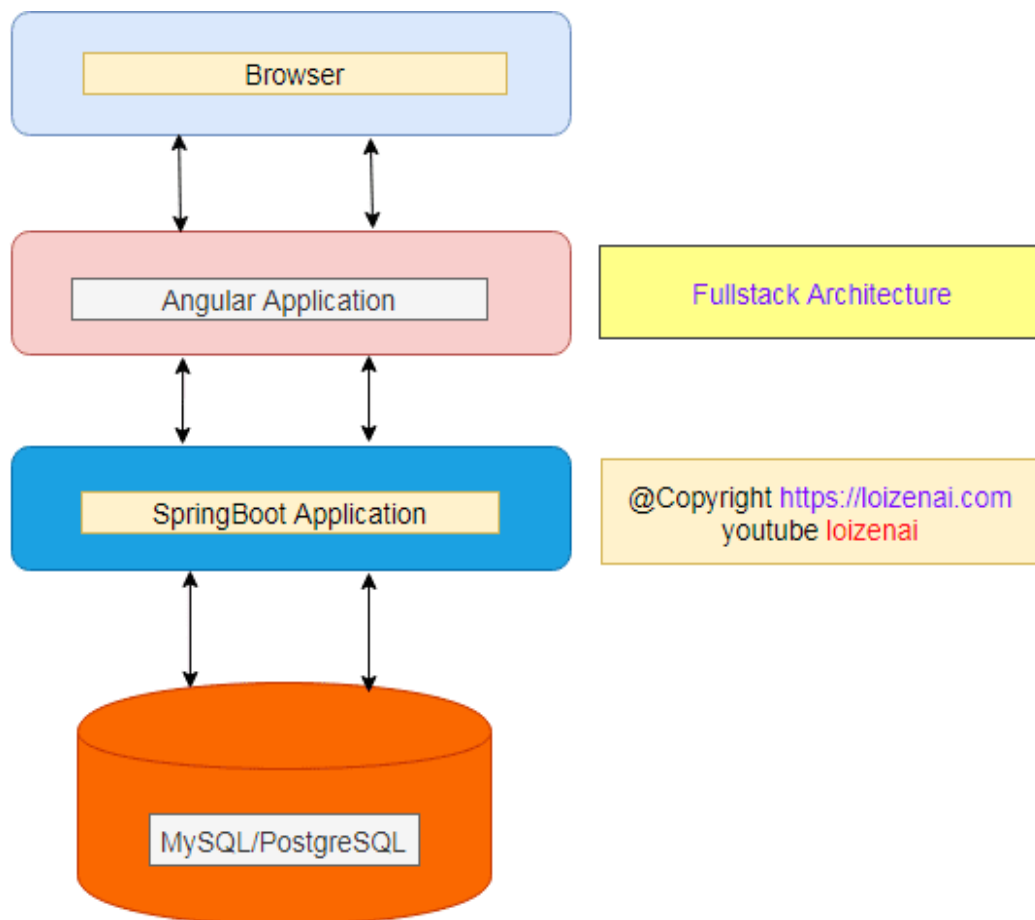 Browser
Angular Application
Fullstack Architecture
SpringBoot Application
@Copyright https://loizenai.com
youtube loizenai
MySQL/PostgreSQL